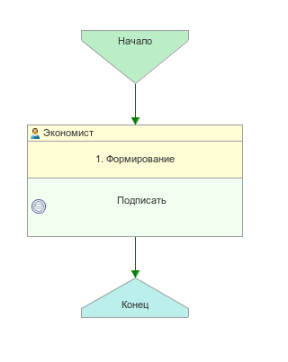 Начало
Экономист
1. Формирование
Подписать
Конец